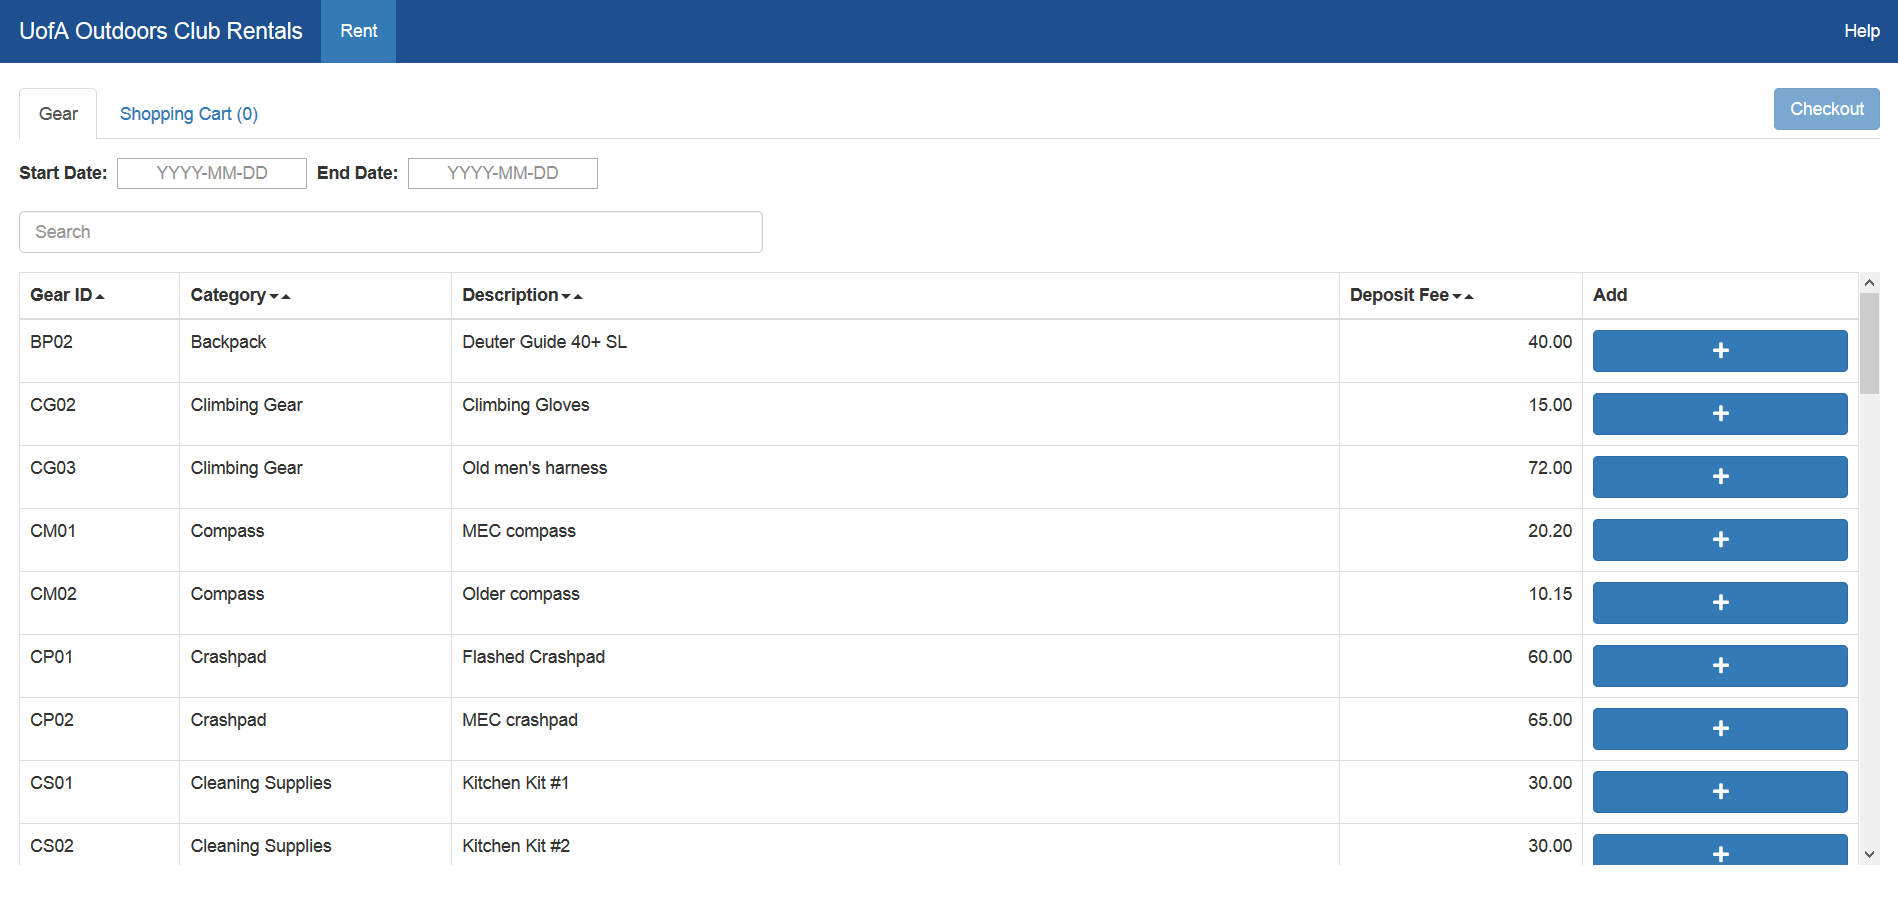 UofA Outdoors Club Rentals Rent Help
Gear Shopping Cart (0) Checkout
Start Date: YYYY-MM-DD End Date: YYYY-MM-DD
Search
Gear ID Category Description Deposit Fee Add
BP02 Backpack Deuter Guide 40+ SL 40.00 +
CG02 Climbing Gear Climbing Gloves 15.00 +
CG03 Climbing Gear Old men's harness 72.00 +
CM01 Compass MEC compass 20.20 +
CM02 Compass Older compass 10.15 +
CP01 Crashpad Flashed Crashpad 60.00 +
CP02 Crashpad MEC crashpad 65.00 +
CS01 Cleaning Supplies Kitchen Kit #1 30.00 +
CS02 Cleaning Supplies Kitchen Kit #2 30.00 +